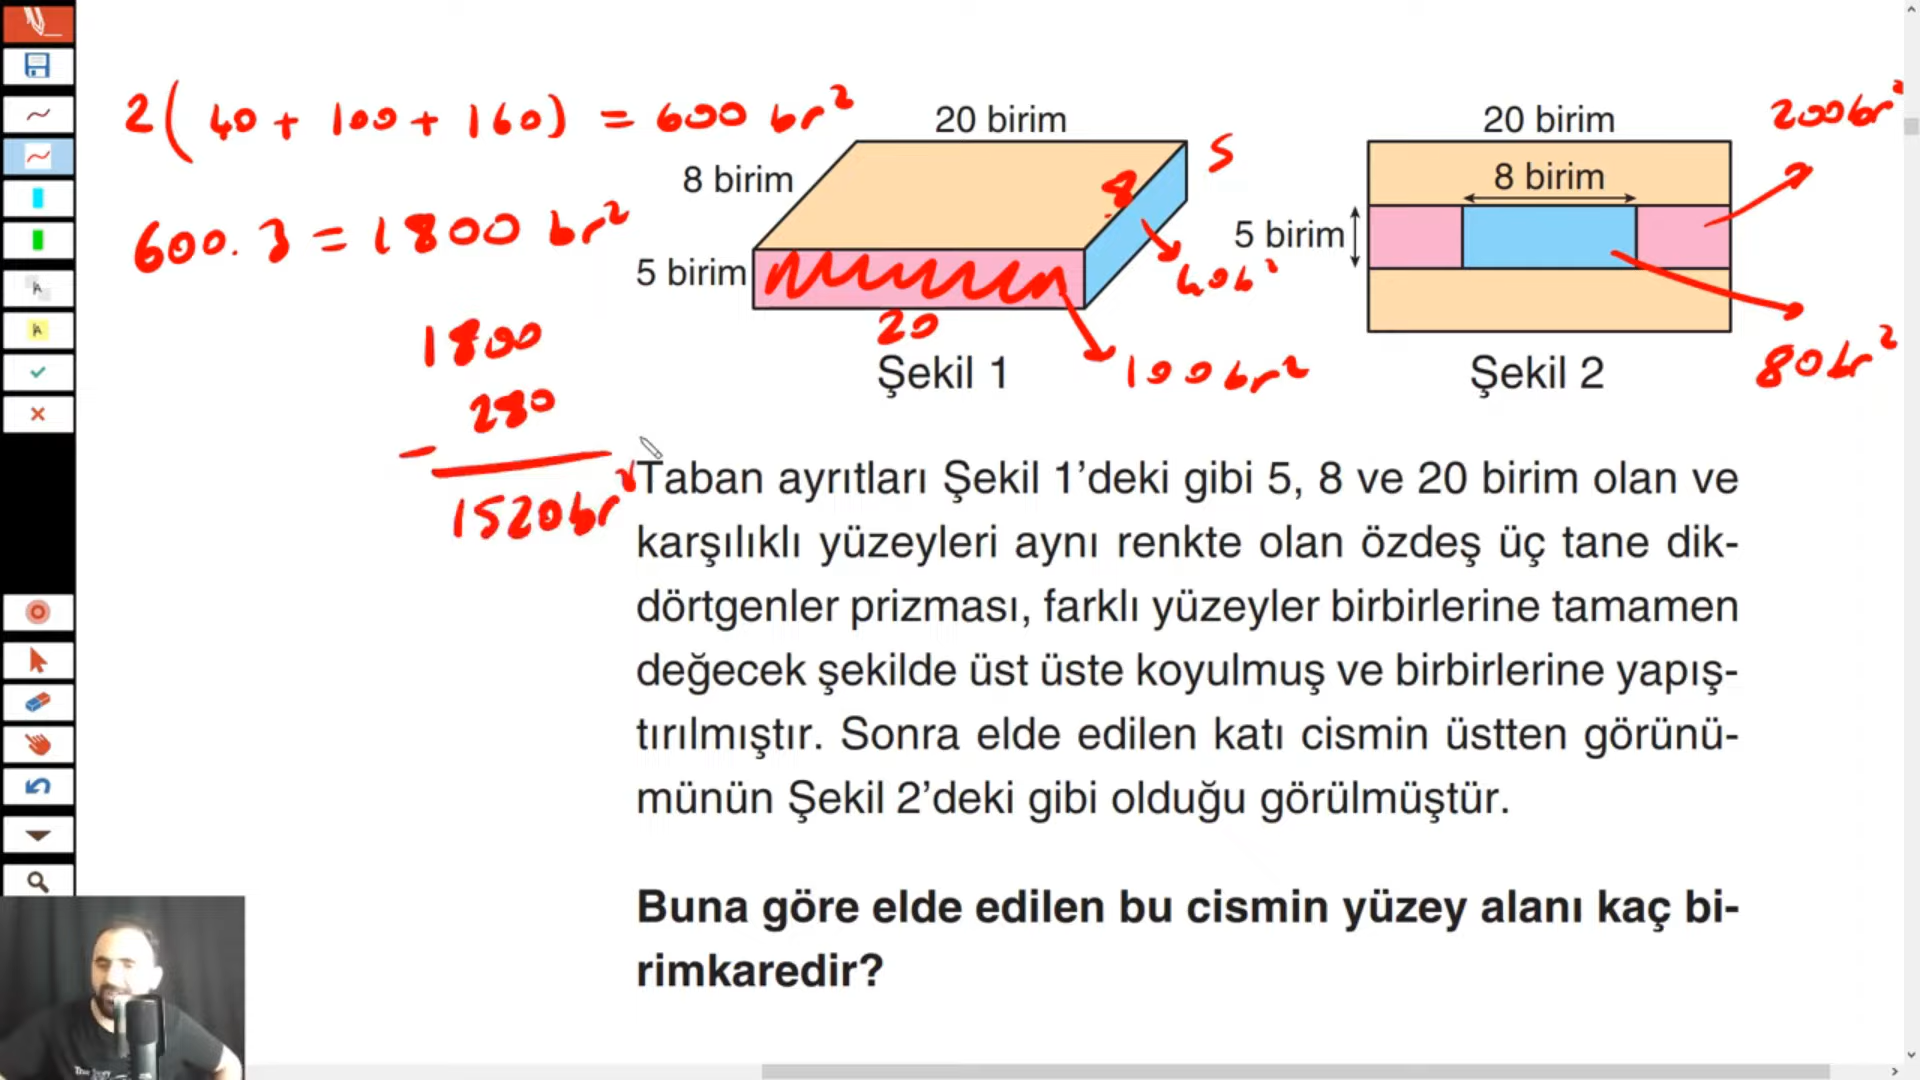 2(40 + 100 + 160) = 600 br²
600.3 = 1800 br²
1800
280
-
1520br²
20 birim
8 birim
5 birim
8
5
40b²
20
100br²
Şekil 1
20 birim
8 birim
5 birim
200br²
80br²
Şekil 2
Taban ayrıtları Şekil 1’deki gibi 5, 8 ve 20 birim olan ve
karşılıklı yüzeyleri aynı renkte olan özdeş üç tane dik-
dörtgenler prizması, farklı yüzeyler birbirlerine tamamen
değecek şekilde üst üste koyulmuş ve birbirlerine yapış-
tırılmıştır. Sonra elde edilen katı cismin üstten görünü-
münün Şekil 2’deki gibi olduğu görülmüştür.
Buna göre elde edilen bu cismin yüzey alanı kaç bi-
rimkaredir?